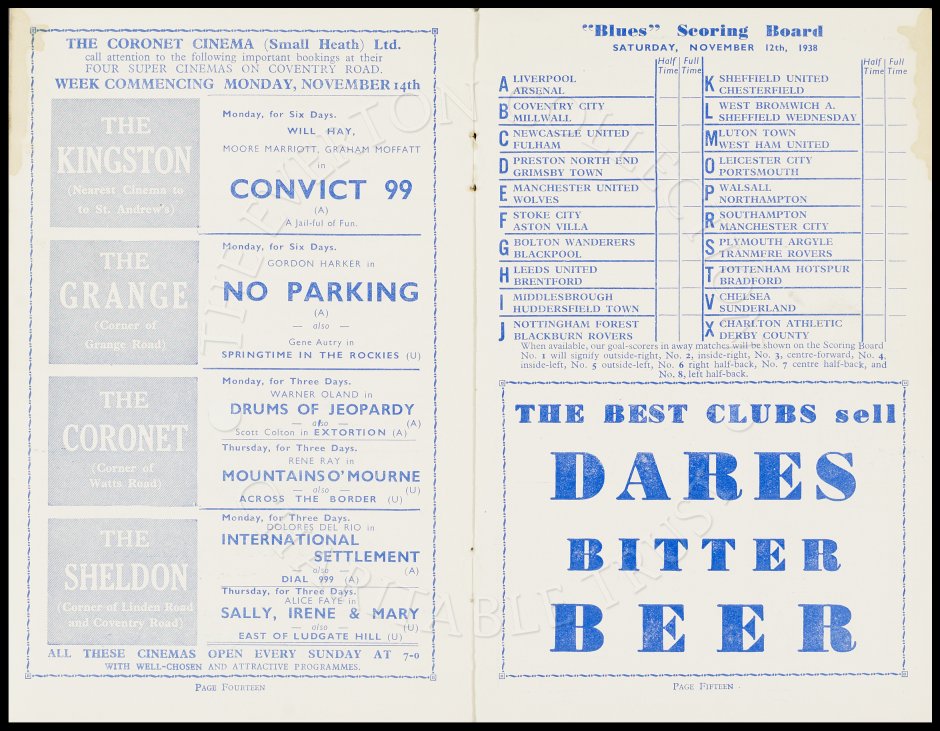 THE CORONET CINEMA (Small Heath) Ltd.
call attention to the following important bookings at their
FOUR SUPER CINEMAS ON COVENTRY ROAD.
WEEK COMMENCING MONDAY, NOVEMBER 14th
THE
KINGSTON
(Nearest Cinema to
to St. Andrew's)
Monday, for Six Days.
WILL HAY,
MOORE MARRIOTT, GRAHAM MOFFATT
in
CONVICT 99
(A)
A Jail-ful of Fun.
THE
GRANGE
Corner of
Grange Road)
Monday, for Six Days.
GORDON HARKER in
NO PARKING
(A)
— also —
Gene Autry in
SPRINGTIME IN THE ROCKIES (U)
THE
CORONET
(Corner of
Watts Road)
Monday, for Three Days.
WARNER OLAND in
DRUMS OF JEOPARDY
— also — (A)
Scott Colton in EXTORTION (A)
Thursday, for Three Days.
RENE RAY in
MOUNTAINS O'MOURNE
— also — (U)
ACROSS THE BORDER (U)
THE
SHELDON
(Corner of Linden Road
and Coventry Road)
Monday, for Three Days.
DOLORES DEL RIO in
INTERNATIONAL
SETTLEMENT
— also — (A)
DIAL 999 (A)
Thursday, for Three Days.
ALICE FAYE in
SALLY, IRENE & MARY
— also — (U)
EAST OF LUDGATE HILL (U)
ALL THESE CINEMAS OPEN EVERY SUNDAY AT 7-0
WITH WELL-CHOSEN AND ATTRACTIVE PROGRAMMES.
PAGE FOURTEEN
"Blues" Scoring Board
SATURDAY, NOVEMBER 12th, 1938
Half Time Full Time
A LIVERPOOL
ARSENAL
B COVENTRY CITY
MILLWALL
C NEWCASTLE UNITED
FULHAM
D PRESTON NORTH END
GRIMSBY TOWN
E MANCHESTER UNITED
WOLVES
F STOKE CITY
ASTON VILLA
G BOLTON WANDERERS
BLACKPOOL
H LEEDS UNITED
BRENTFORD
I MIDDLESBROUGH
HUDDERSFIELD TOWN
J NOTTINGHAM FOREST
BLACKBURN ROVERS
Half Time Full Time
K SHEFFIELD UNITED
CHESTERFIELD
L WEST BROMWICH A.
SHEFFIELD WEDNESDAY
M LUTON TOWN
WEST HAM UNITED
O LEICESTER CITY
PORTSMOUTH
P WALSALL
NORTHAMPTON
R SOUTHAMPTON
MANCHESTER CITY
S PLYMOUTH ARGYLE
TRANMERE ROVERS
T TOTTENHAM HOTSPUR
BRADFORD
V CHELSEA
SUNDERLAND
X CHARLTON ATHLETIC
DERBY COUNTY
When available, our goal-scorers in away matches will be shown on the Scoring Board
No. 1 will signify outside-right, No. 2, inside-right, No. 3, centre-forward, No. 4,
inside-left, No. 5 outside-left, No. 6 right half-back, No. 7 centre half-back, and
No. 8, left half-back.
THE BEST CLUBS sell
DARES
BITTER
BEER
PAGE FIFTEEN
THE EVERTON COLLECTION
CHARITABLE TRUST